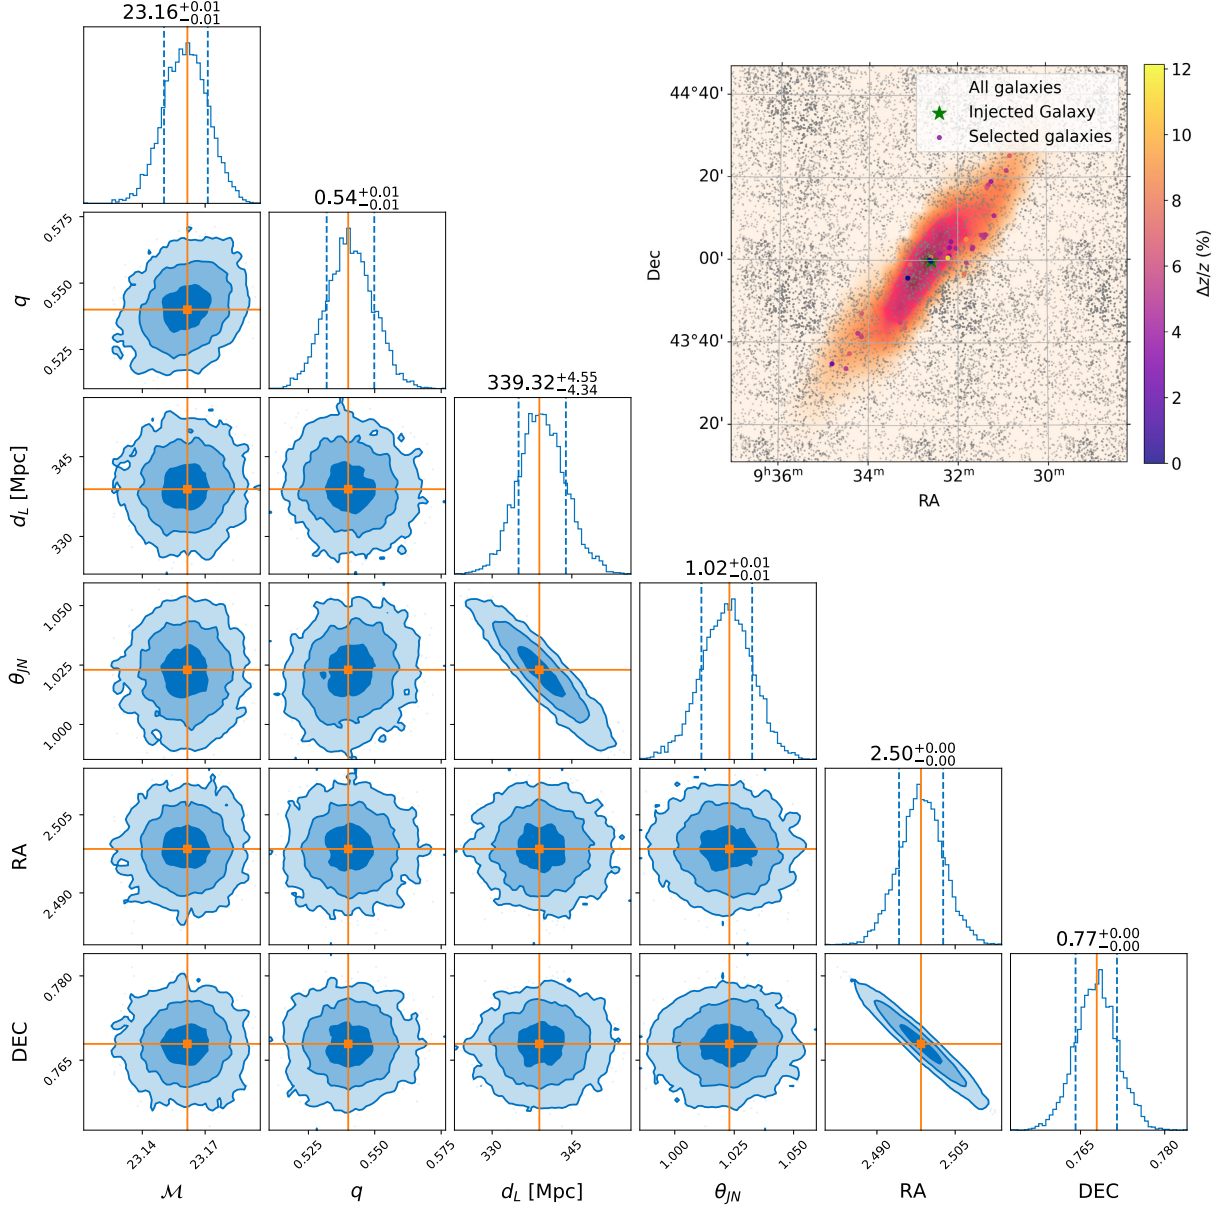 23.16+0.01−0.01
0.54+0.01−0.01
339.32+4.55−4.34
1.02+0.01−0.01
2.50+0.00−0.00
0.77+0.00−0.00
All galaxies
Injected Galaxy
Selected galaxies
44°40'
20'
00'
43°40'
20'
Dec
9h36m
34m
32m
30m
RA
12
10
8
6
4
2
0
Δz/z (%)
0.575
0.550
0.525
q
345
330
dL [Mpc]
1.050
1.025
1.000
θJN
2.505
2.490
RA
0.780
0.765
DEC
23.14
23.17
0.525
0.550
0.575
330
345
1.000
1.025
1.050
2.490
2.505
0.765
0.780
ℳ
q
dL [Mpc]
θJN
RA
DEC